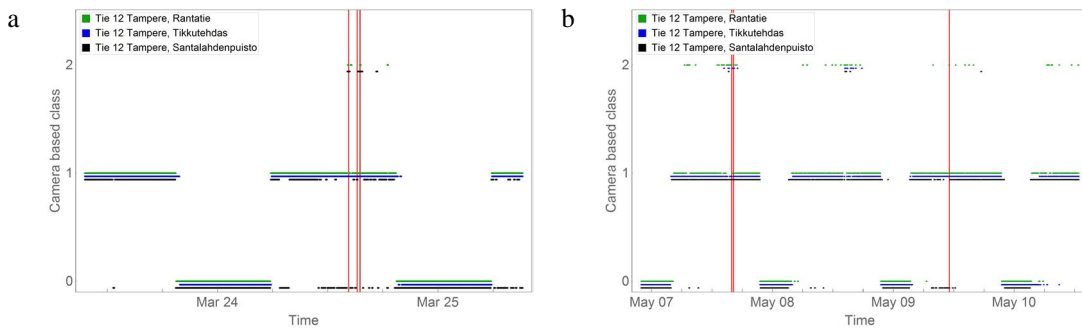 a
Tie 12 Tampere, Rantatie
Tie 12 Tampere, Tikkutehdas
Tie 12 Tampere, Santalahdenpuisto
2
1
0
Camera based class
Mar 24
Mar 25
Time
b
Tie 12 Tampere, Rantatie
Tie 12 Tampere, Tikkutehdas
Tie 12 Tampere, Santalahdenpuisto
2
1
0
Camera based class
May 07
May 08
May 09
May 10
Time